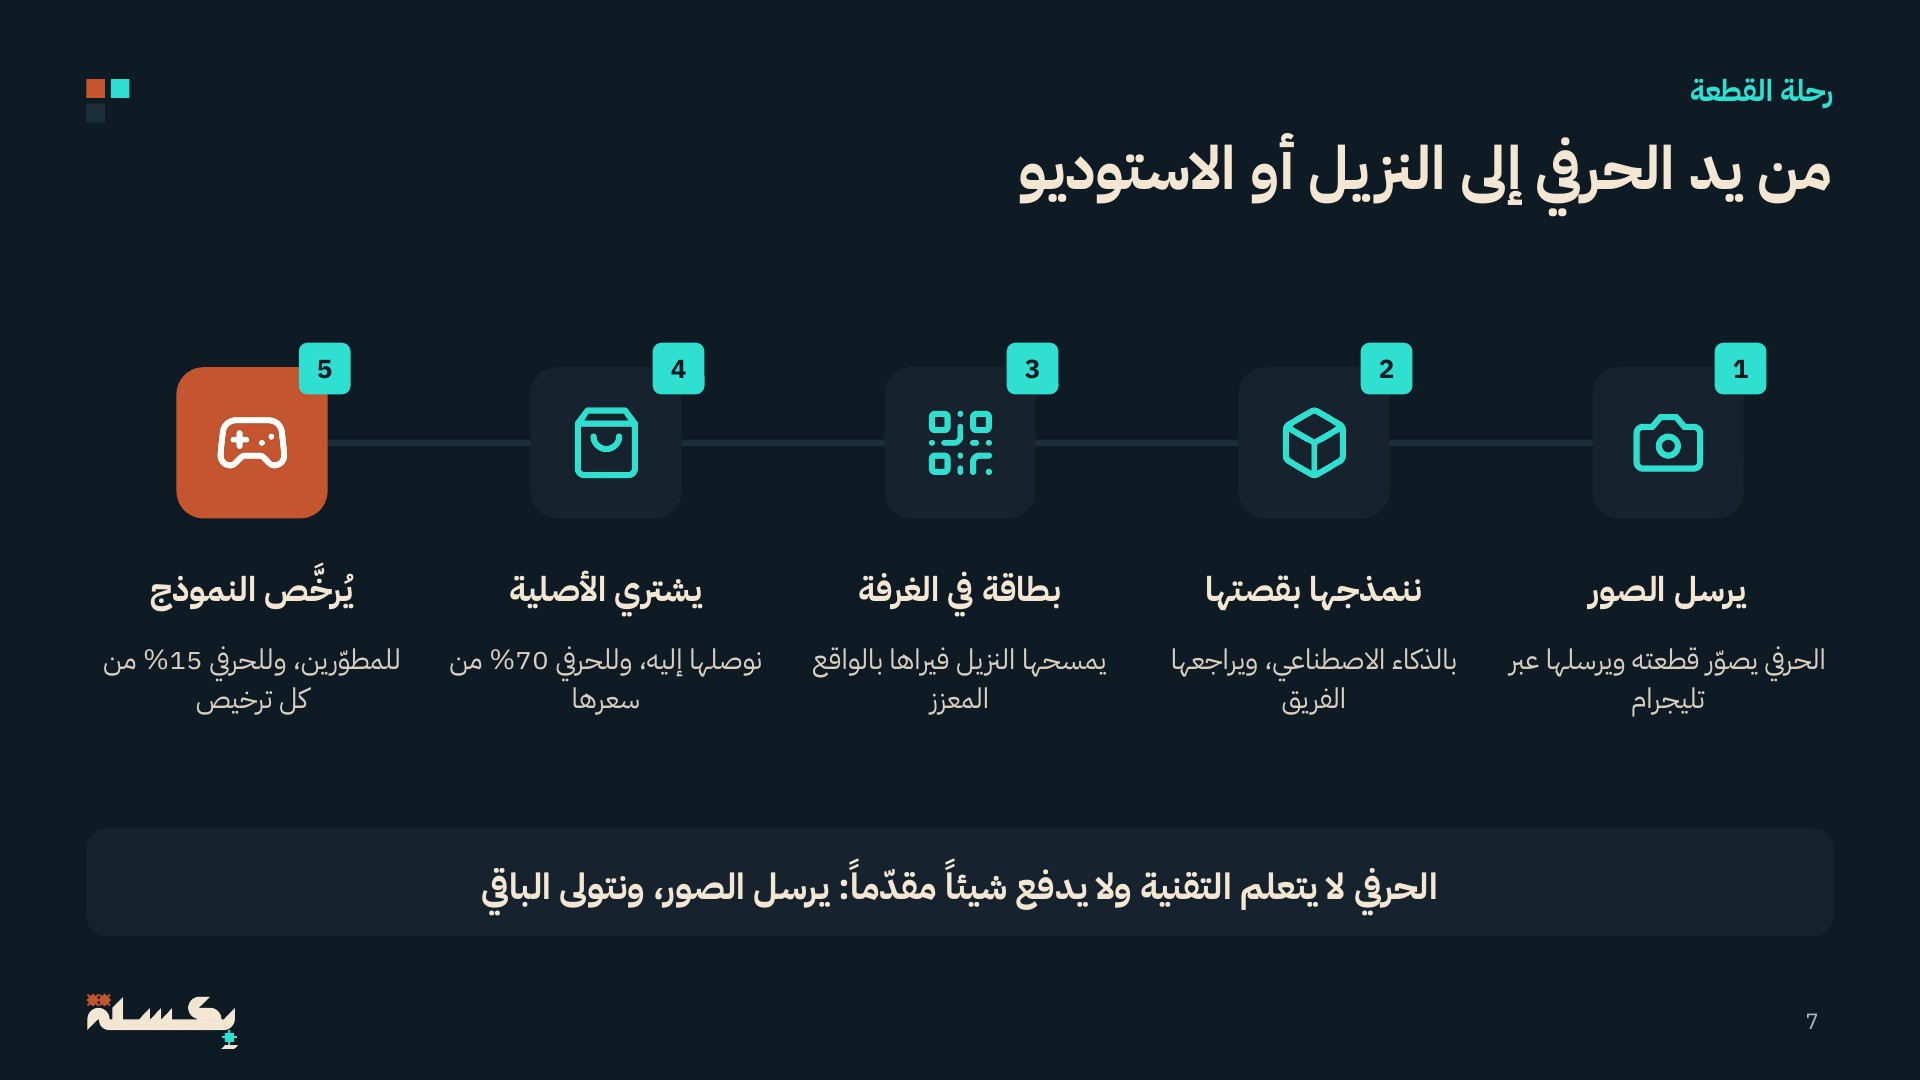 رحلة القطعة
من يد الحرفي إلى النزيل أو الاستوديو
1
يرسل الصور
الحرفي يصوّر قطعته ويرسلها عبر
تليجرام
2
ننمذجها بقصتها
بالذكاء الاصطناعي، ويراجعها
الفريق
3
بطاقة في الغرفة
يمسحها النزيل فيراها بالواقع
المعزز
4
يشتري الأصلية
نوصلها إليه، وللحرفي 70% من
سعرها
5
يُرخَّص النموذج
للمطوّرين، وللحرفي 15% من
كل ترخيص
الحرفي لا يتعلم التقنية ولا يدفع شيئاً مقدّماً: يرسل الصور، ونتولى الباقي
7
بكسلة